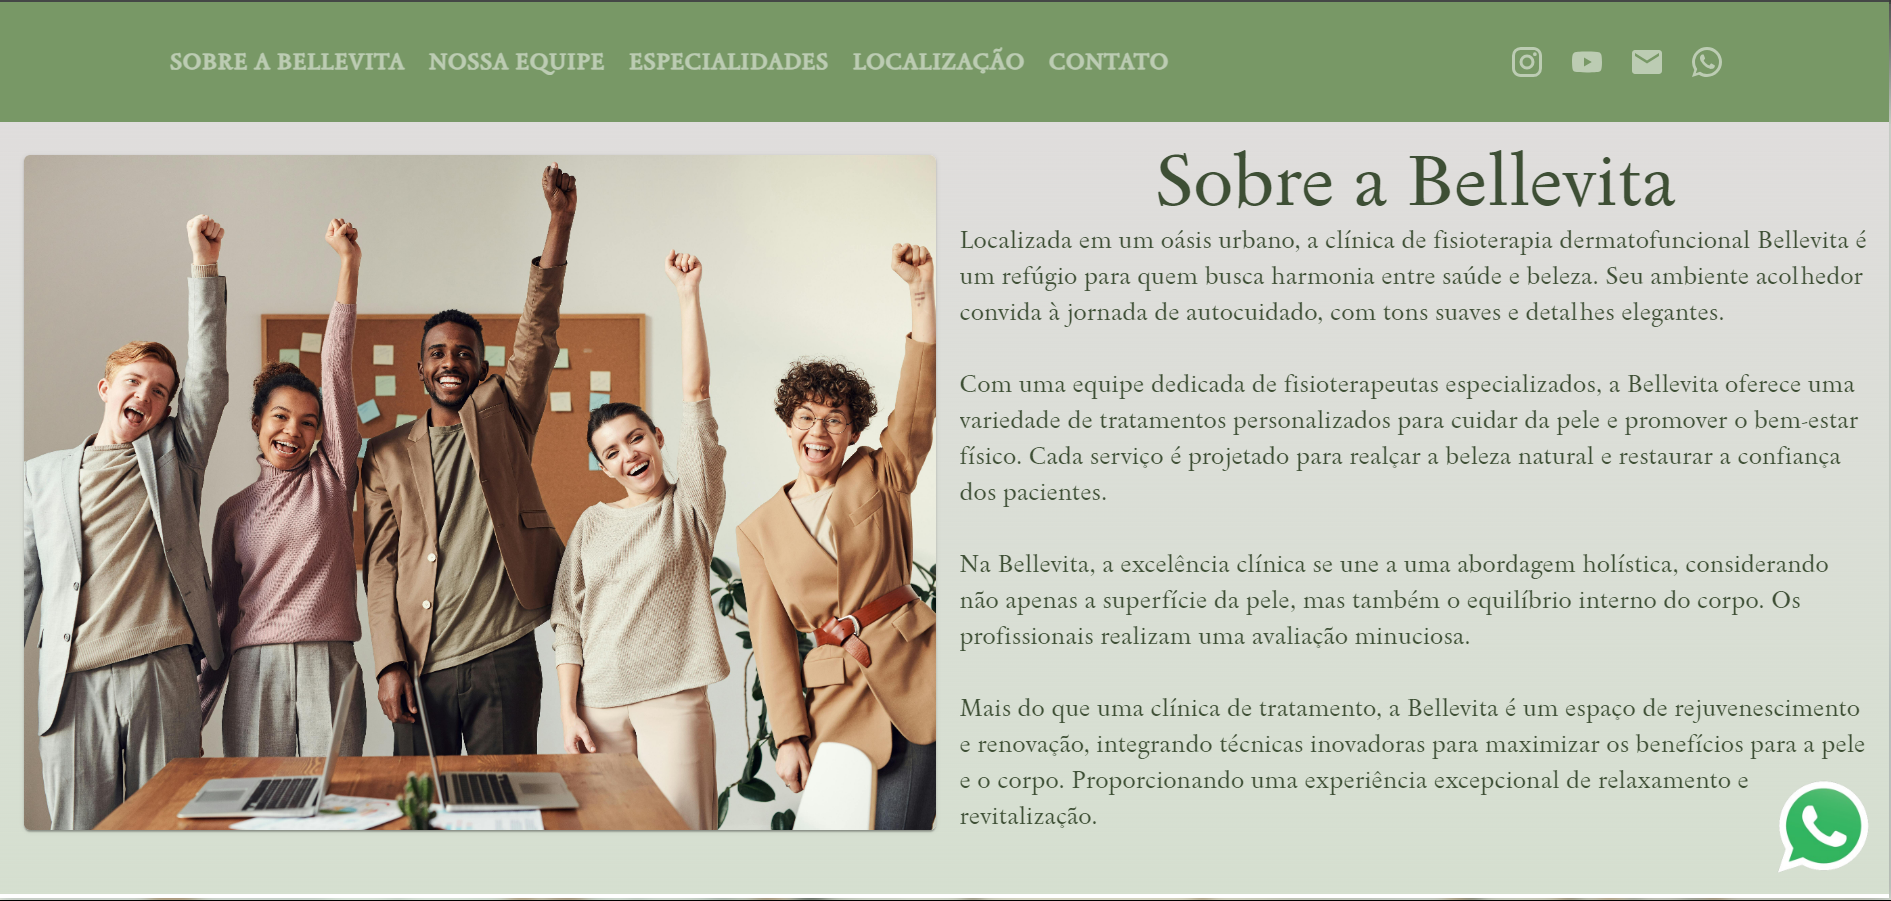 SOBRE A BELLEVITA NOSSA EQUIPE ESPECIALIDADES LOCALIZAÇÃO CONTATO
Sobre a Bellevita
Localizada em um oásis urbano, a clínica de fisioterapia dermatofuncional Bellevita é
um refúgio para quem busca harmonia entre saúde e beleza. Seu ambiente acolhedor
convida à jornada de autocuidado, com tons suaves e detalhes elegantes.
Com uma equipe dedicada de fisioterapeutas especializados, a Bellevita oferece uma
variedade de tratamentos personalizados para cuidar da pele e promover o bem-estar
físico. Cada serviço é projetado para realçar a beleza natural e restaurar a confiança
dos pacientes.
Na Bellevita, a excelência clínica se une a uma abordagem holística, considerando
não apenas a superfície da pele, mas também o equilíbrio interno do corpo. Os
profissionais realizam uma avaliação minuciosa.
Mais do que uma clínica de tratamento, a Bellevita é um espaço de rejuvenescimento
e renovação, integrando técnicas inovadoras para maximizar os benefícios para a pele
e o corpo. Proporcionando uma experiência excepcional de relaxamento e
revitalização.